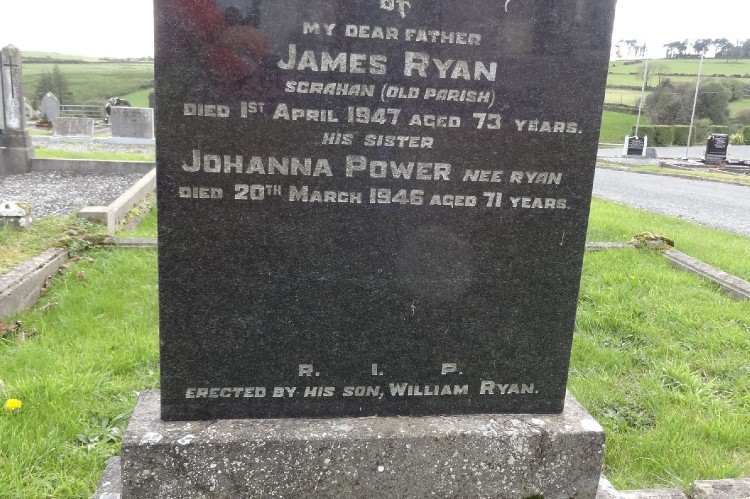 OF
MY DEAR FATHER
JAMES RYAN
SCRAHAN (OLD PARISH)
DIED 1ST APRIL 1947 AGED 73 YEARS.
HIS SISTER
JOHANNA POWER NEE RYAN
DIED 20TH MARCH 1946 AGED 71 YEARS.
R. I. P.
ERECTED BY HIS SON, WILLIAM RYAN.